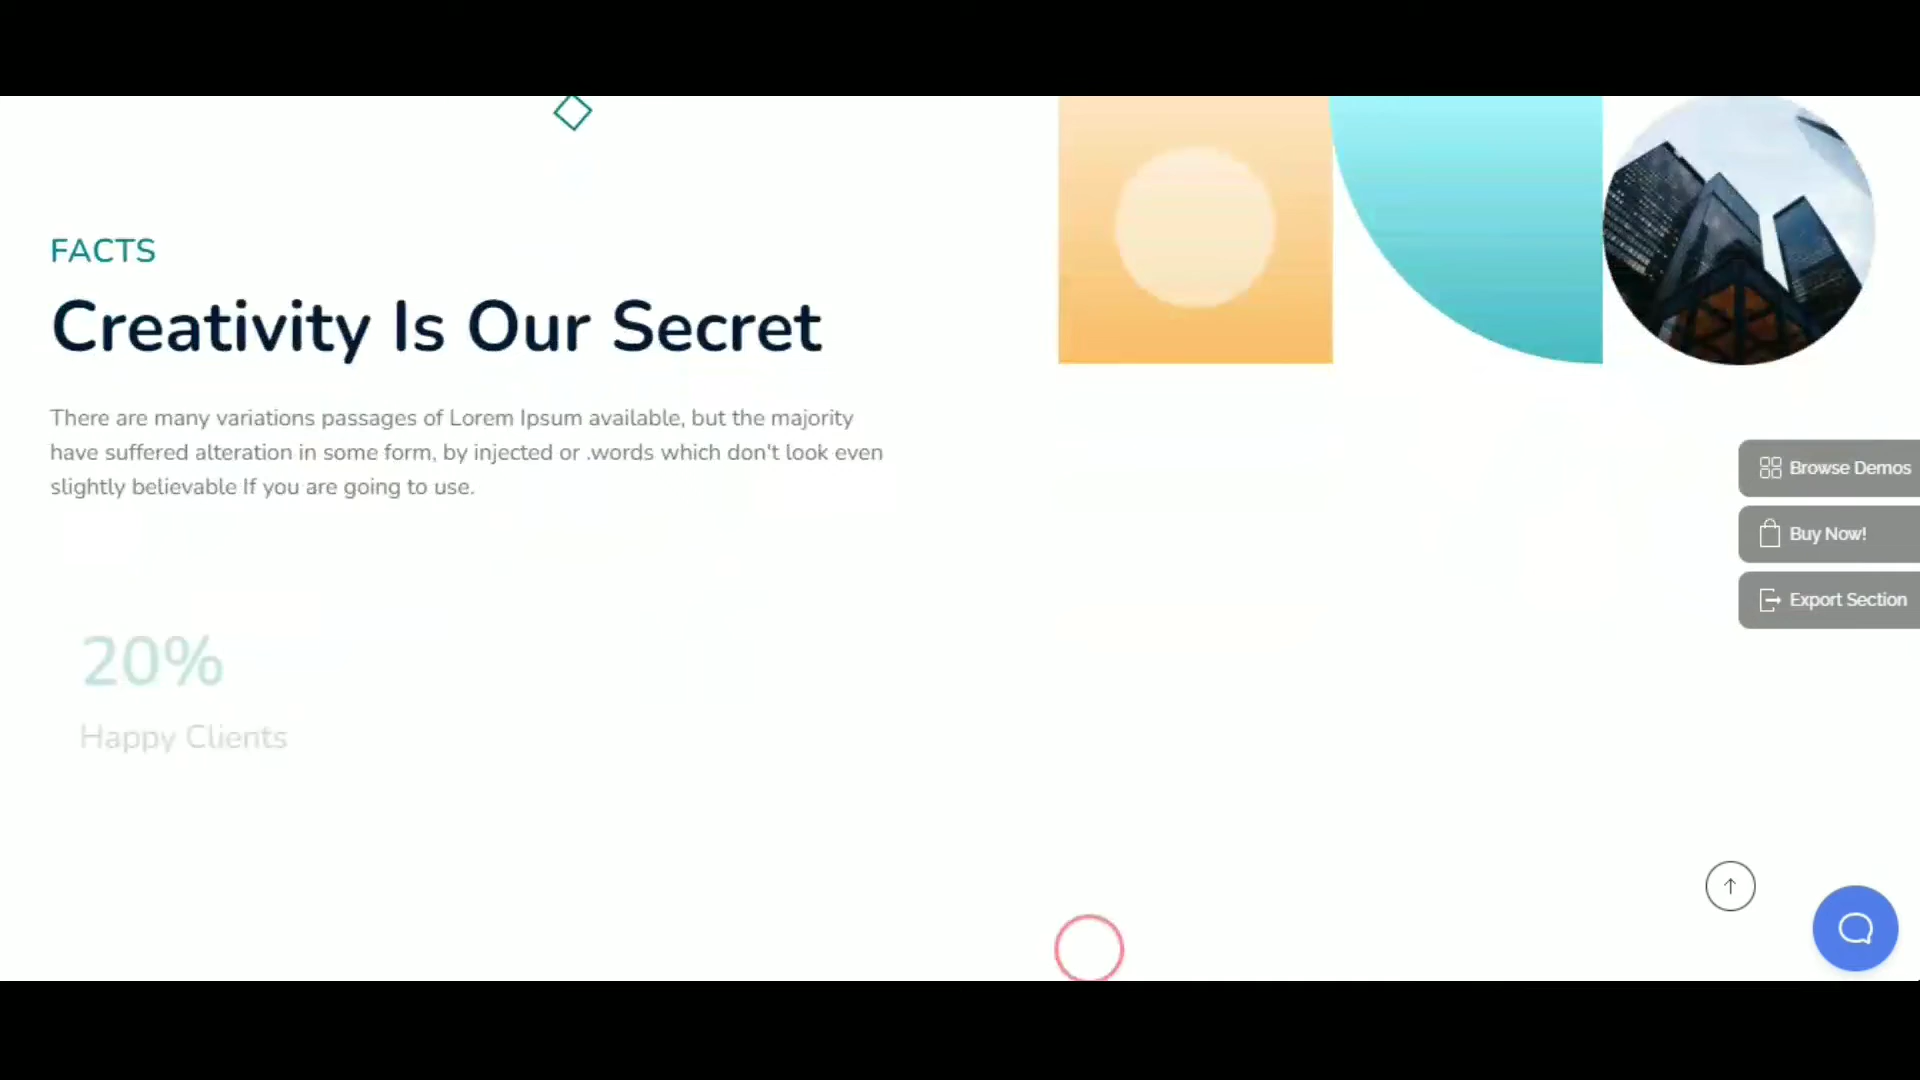 FACTS
Creativity Is Our Secret
There are many variations passages of Lorem Ipsum available, but the majority
have suffered alteration in some form, by injected or .words which don't look even
slightly believable If you are going to use.
20%
Happy Clients
Browse Demos
Buy Now!
Export Section